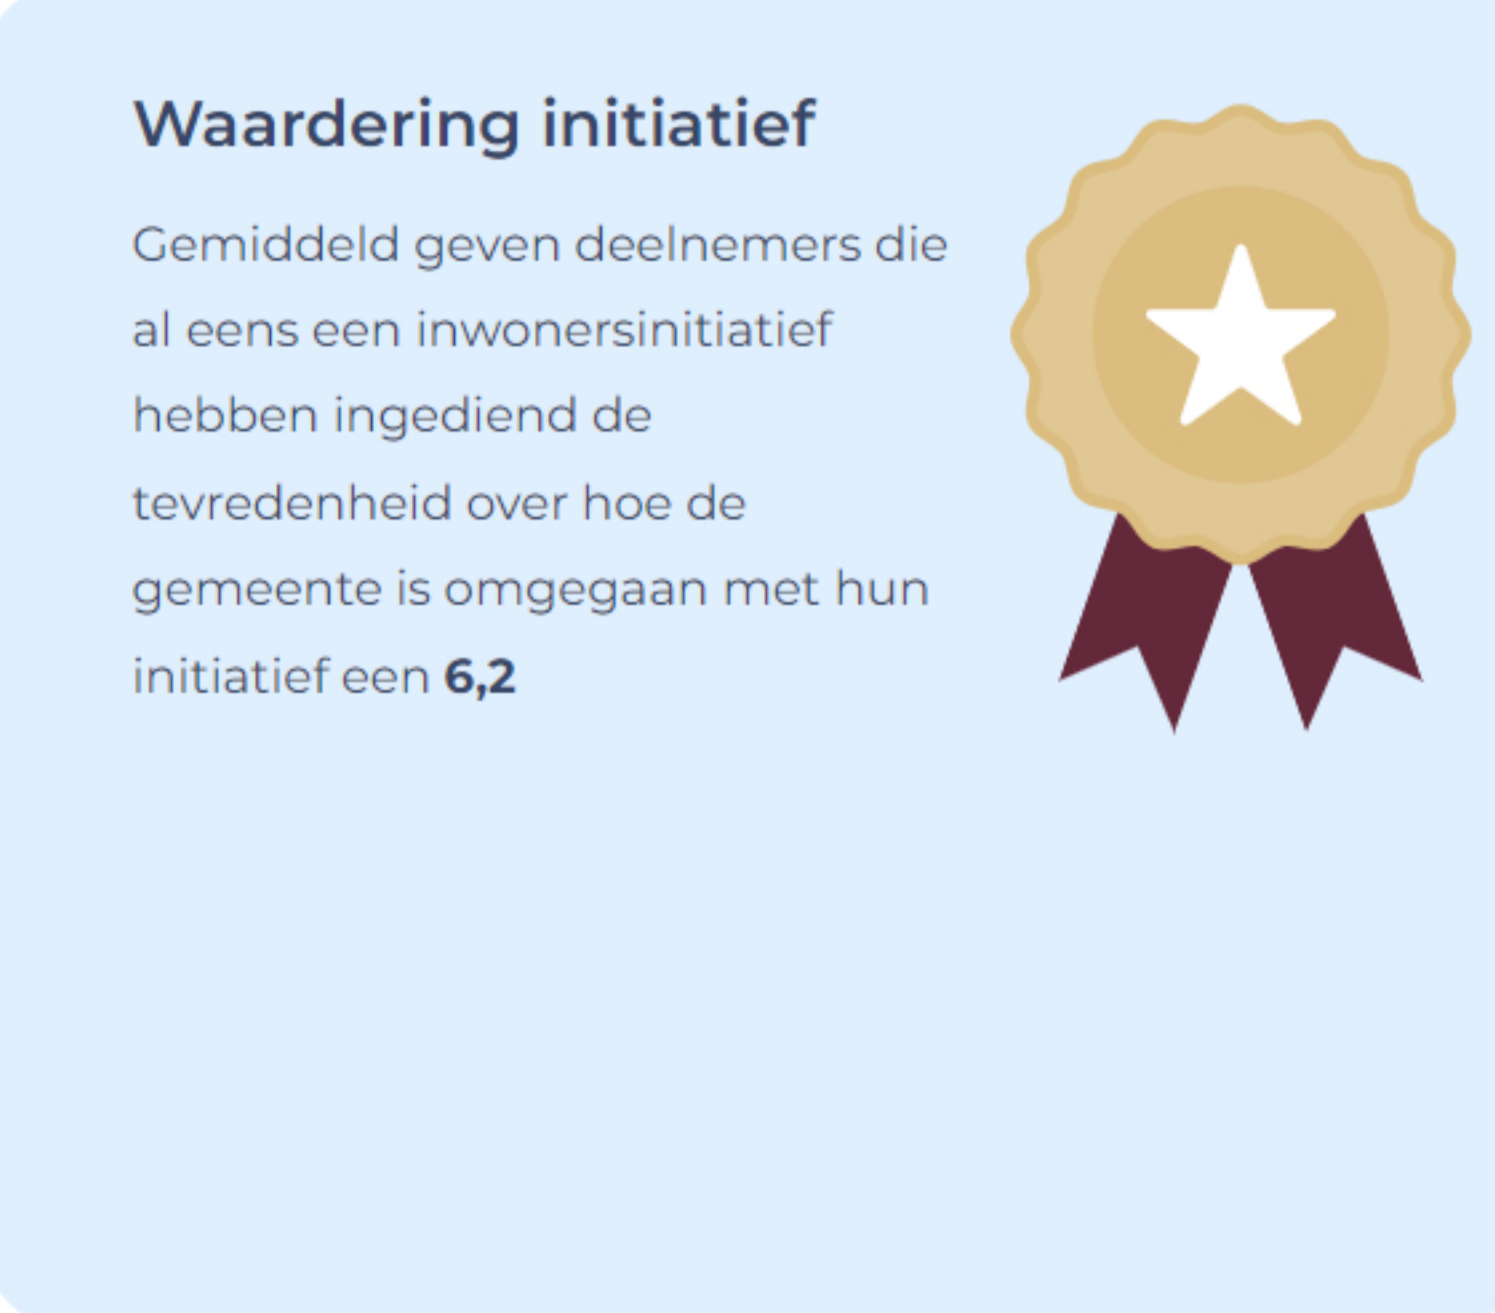 Waardering initiatief
Gemiddeld geven deelnemers die
al eens een inwonersinitiatief
hebben ingediend de
tevredenheid over hoe de
gemeente is omgegaan met hun
initiatief een 6,2